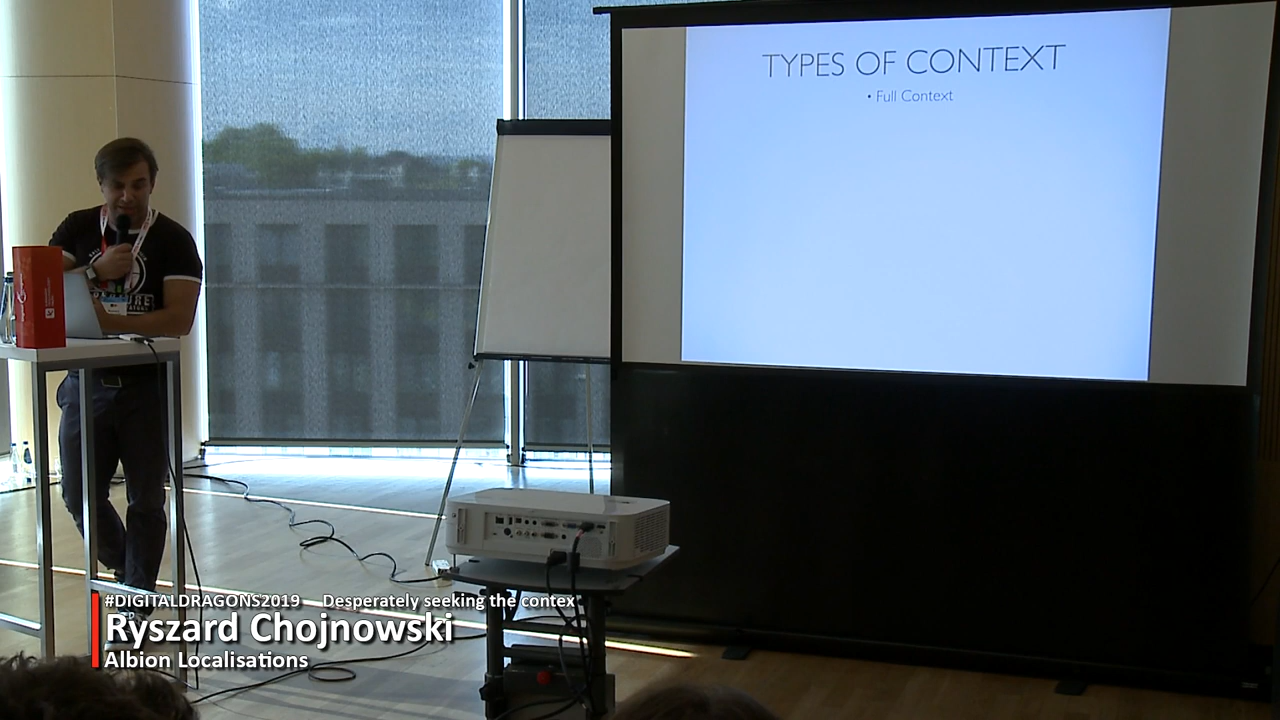 TYPES OF CONTEXT
• Full Context
#DIGITALDRAGONS2019 Desperately seeking the contex
Ryszard Chojnowski
Albion Localisations